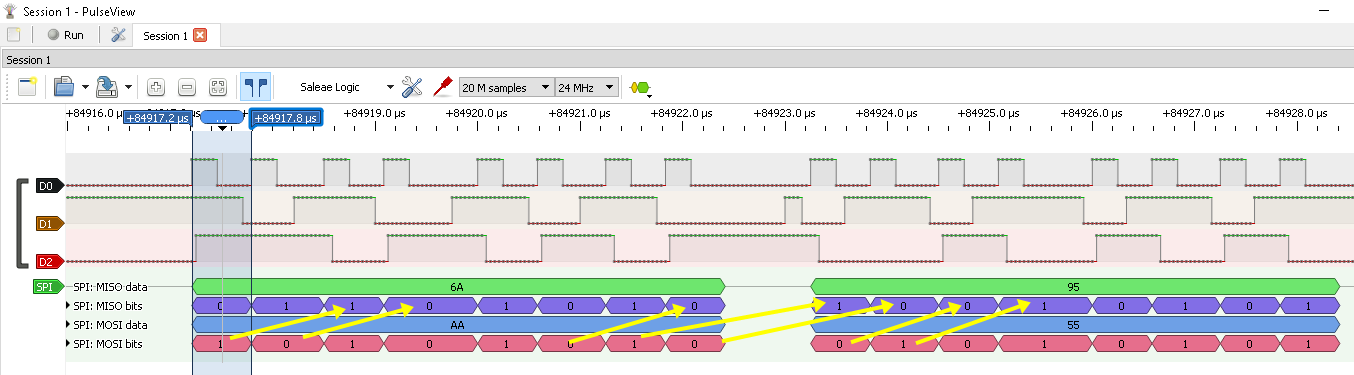 Session 1 - PulseView
Run
Session 1
Session 1
Saleae Logic
20 M samples
24 MHz
+84916.0 µs
+84919.0 µs
+84920.0 µs
+84921.0 µs
+84922.0 µs
+84923.0 µs
+84924.0 µs
+84925.0 µs
+84926.0 µs
+84927.0 µs
+84928.0 µs
+84917.2 µs
...
+84917.8 µs
D0
D1
D2
SPI
SPI: MISO data 6A 95
SPI: MISO bits 0 1 1 0 1 0 1 0 1 0 0 1 0 1 0 1
SPI: MOSI data AA 55
SPI: MOSI bits 1 0 1 0 1 0 1 0 0 1 0 1 0 1 0 1